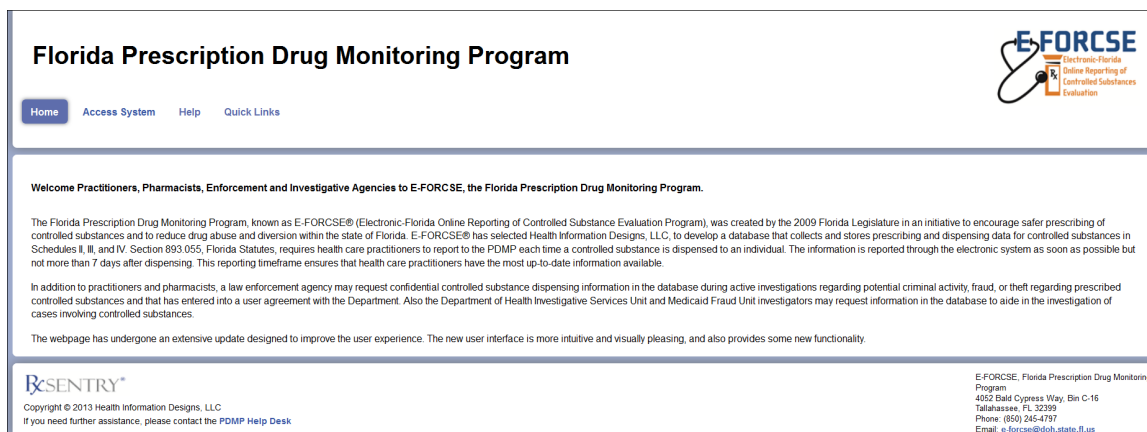 Florida Prescription Drug Monitoring Program
E-FORCSE
Electronic-Florida
Online Reporting of
Controlled Substances
Evaluation
Rx
Home Access System Help Quick Links
Welcome Practitioners, Pharmacists, Enforcement and Investigative Agencies to E-FORCSE, the Florida Prescription Drug Monitoring Program.
The Florida Prescription Drug Monitoring Program, known as E-FORCSE® (Electronic-Florida Online Reporting of Controlled Substance Evaluation Program), was created by the 2009 Florida Legislature in an initiative to encourage safer prescribing of
controlled substances and to reduce drug abuse and diversion within the state of Florida. E-FORCSE® has selected Health Information Designs, LLC, to develop a database that collects and stores prescribing and dispensing data for controlled substances in
Schedules II, III, and IV. Section 893.055, Florida Statutes, requires health care practitioners to report to the PDMP each time a controlled substance is dispensed to an individual. The information is reported through the electronic system as soon as possible but
not more than 7 days after dispensing. This reporting timeframe ensures that health care practitioners have the most up-to-date information available.
In addition to practitioners and pharmacists, a law enforcement agency may request confidential controlled substance dispensing information in the database during active investigations regarding potential criminal activity, fraud, or theft regarding prescribed
controlled substances and that has entered into a user agreement with the Department. Also the Department of Health Investigative Services Unit and Medicaid Fraud Unit investigators may request information in the database to aide in the investigation of
cases involving controlled substances.
The webpage has undergone an extensive update designed to improve the user experience. The new user interface is more intuitive and visually pleasing, and also provides some new functionality.
RxSENTRY®
Copyright © 2013 Health Information Designs, LLC
If you need further assistance, please contact the PDMP Help Desk
E-FORCSE, Florida Prescription Drug Monitorin
Program
4052 Bald Cypress Way, Bin C-16
Tallahassee, FL 32399
Phone: (850) 245-4797
Email: e-forcse@doh.state.fl.us